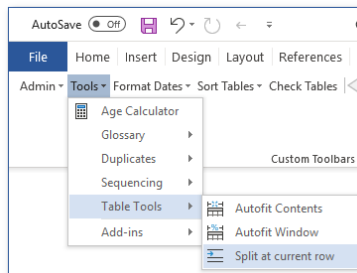 AutoSave Off
File Home Insert Design Layout References
Admin Tools Format Dates Sort Tables Check Tables
Age Calculator
Glossary
Duplicates
Custom Toolbars
Sequencing
Table Tools
Autofit Contents
Add-ins
Autofit Window
Split at current row